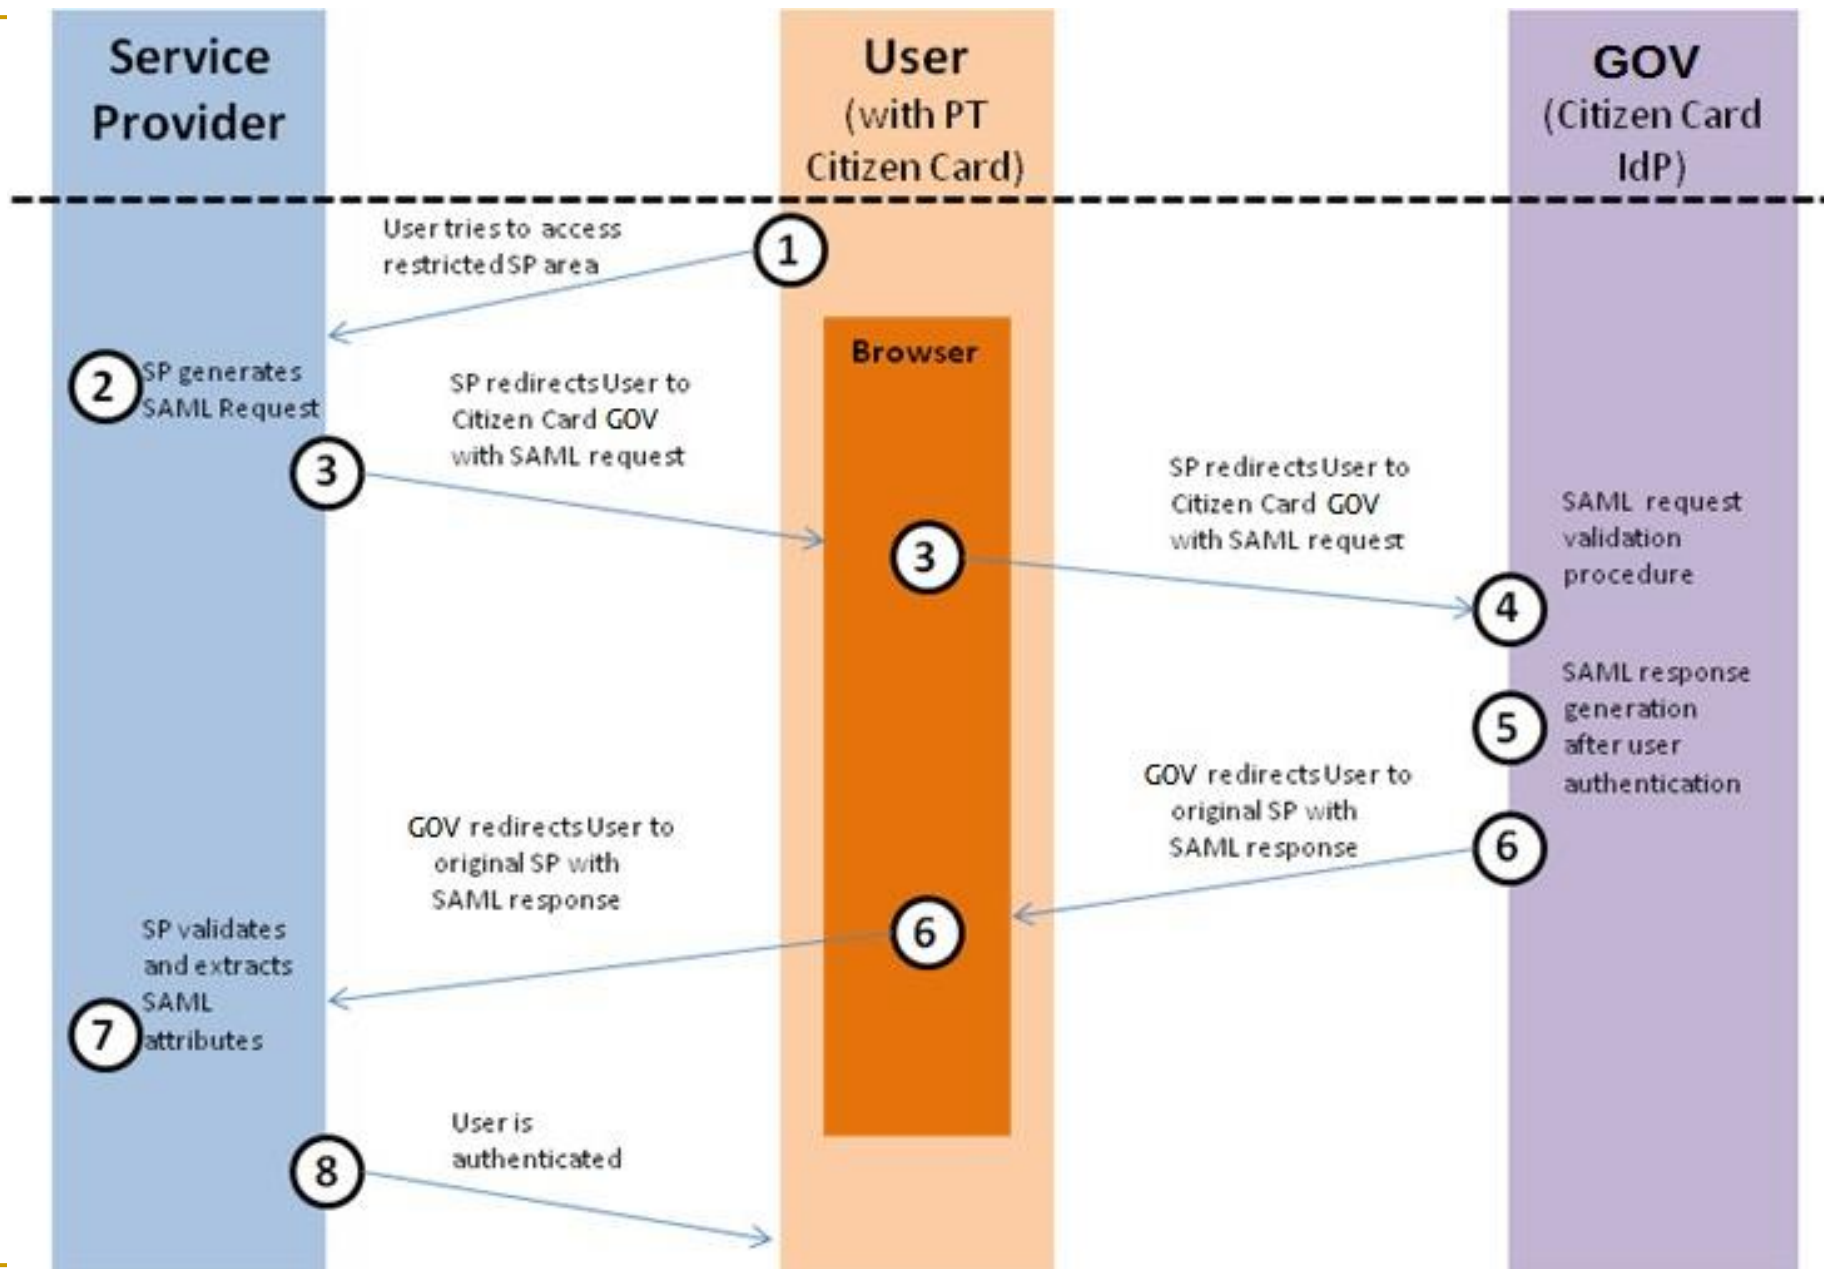 Service
Provider
User
(with PT
Citizen Card)
GOV
(Citizen Card
IdP)
User tries to access
restricted SP area
1
Browser
2
SP generates
SAML Request
SP redirects User to
Citizen Card GOV
with SAML request
3
SP redirects User to
Citizen Card GOV
with SAML request
3
SAML request
validation
procedure
4
SAML response
generation
after user
authentication
5
GOV redirects User to
original SP with
SAML response
6
GOV redirects User to
original SP with
SAML response
6
SP validates
and extracts
SAML
attributes
7
User is
authenticated
8